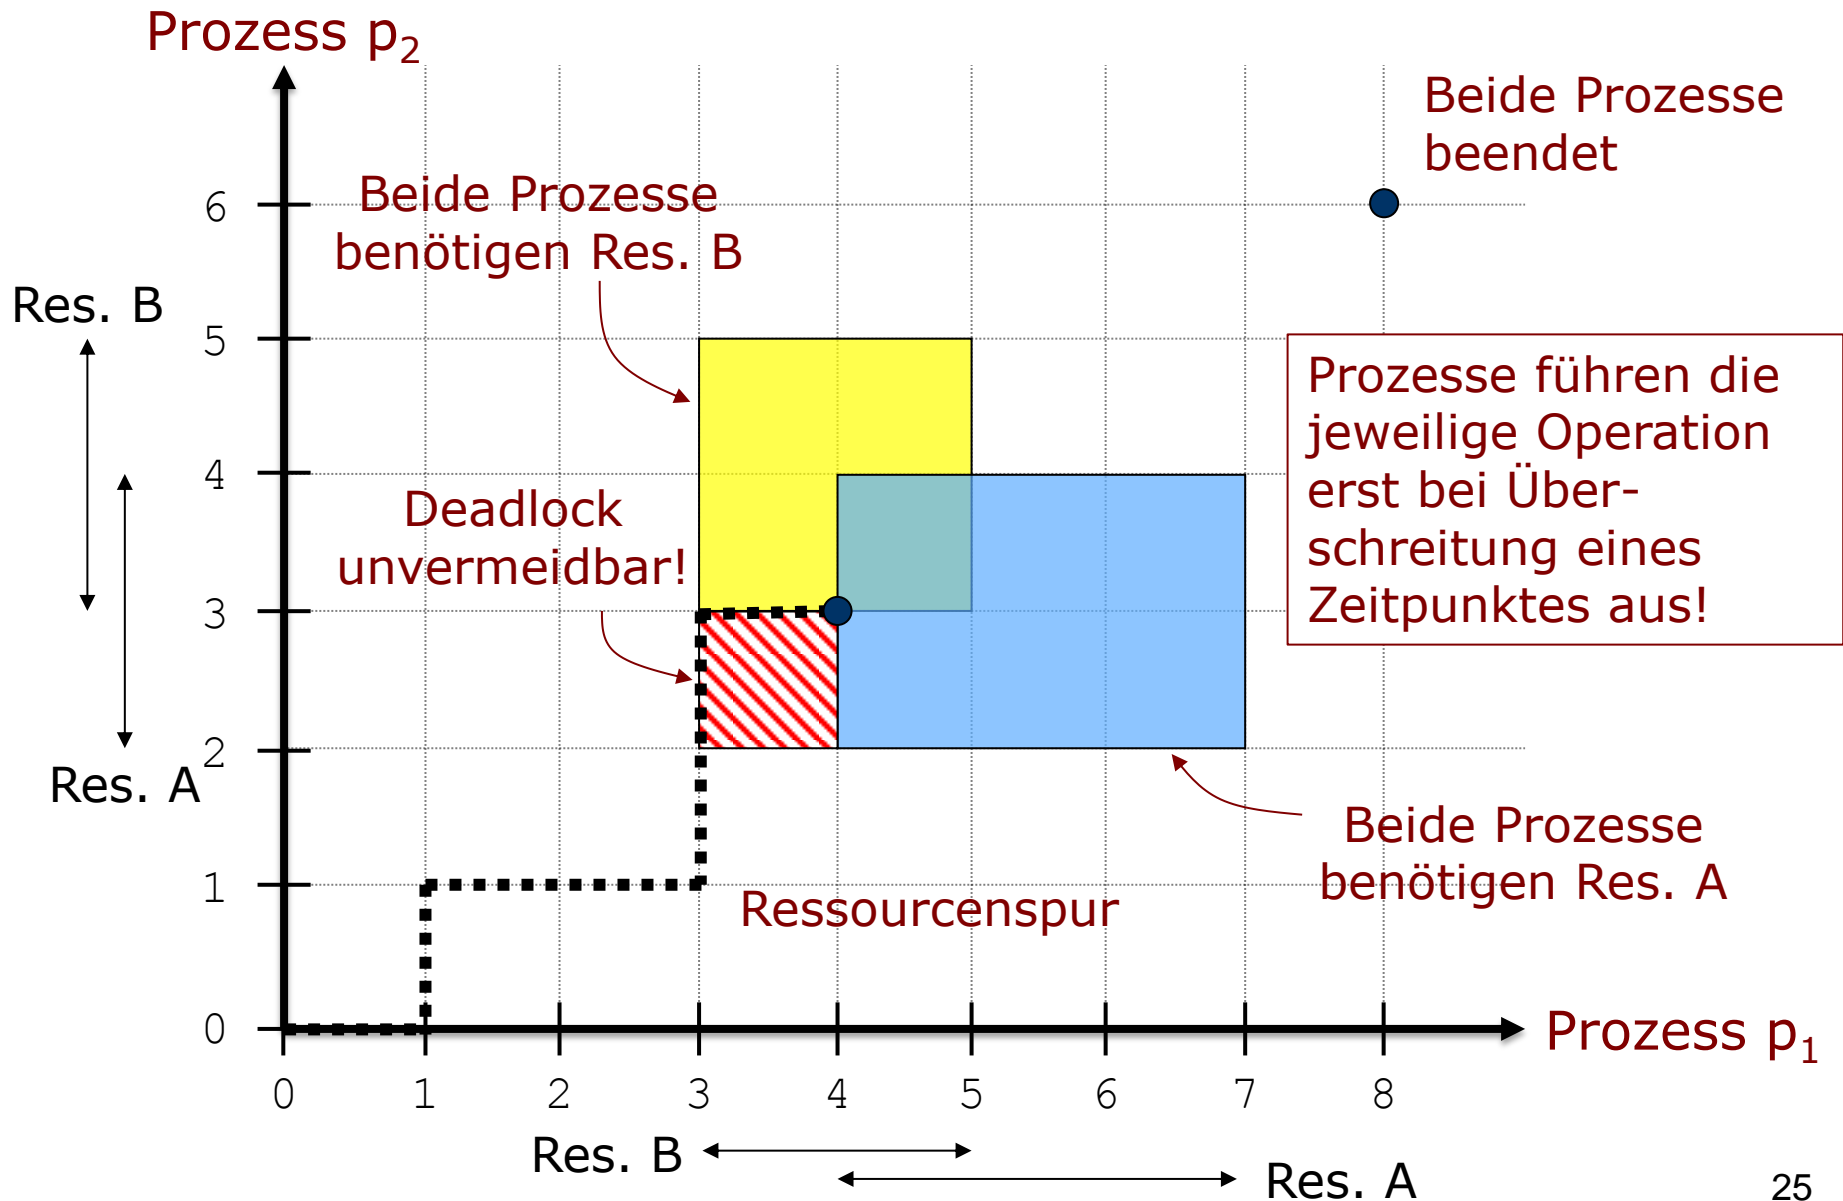 Prozess p2
Beide Prozesse
beendet
Beide Prozesse
benötigen Res. B
6
Res. B
5
Prozesse führen die
jeweilige Operation
erst bei Über-
schreitung eines
Zeitpunktes aus!
4
Deadlock
unvermeidbar!
3
2
Res. A
Beide Prozesse
benötigen Res. A
1
Ressourcenspur
0
Prozess p1
0 1 2 3 4 5 6 7 8
Res. B
Res. A
25